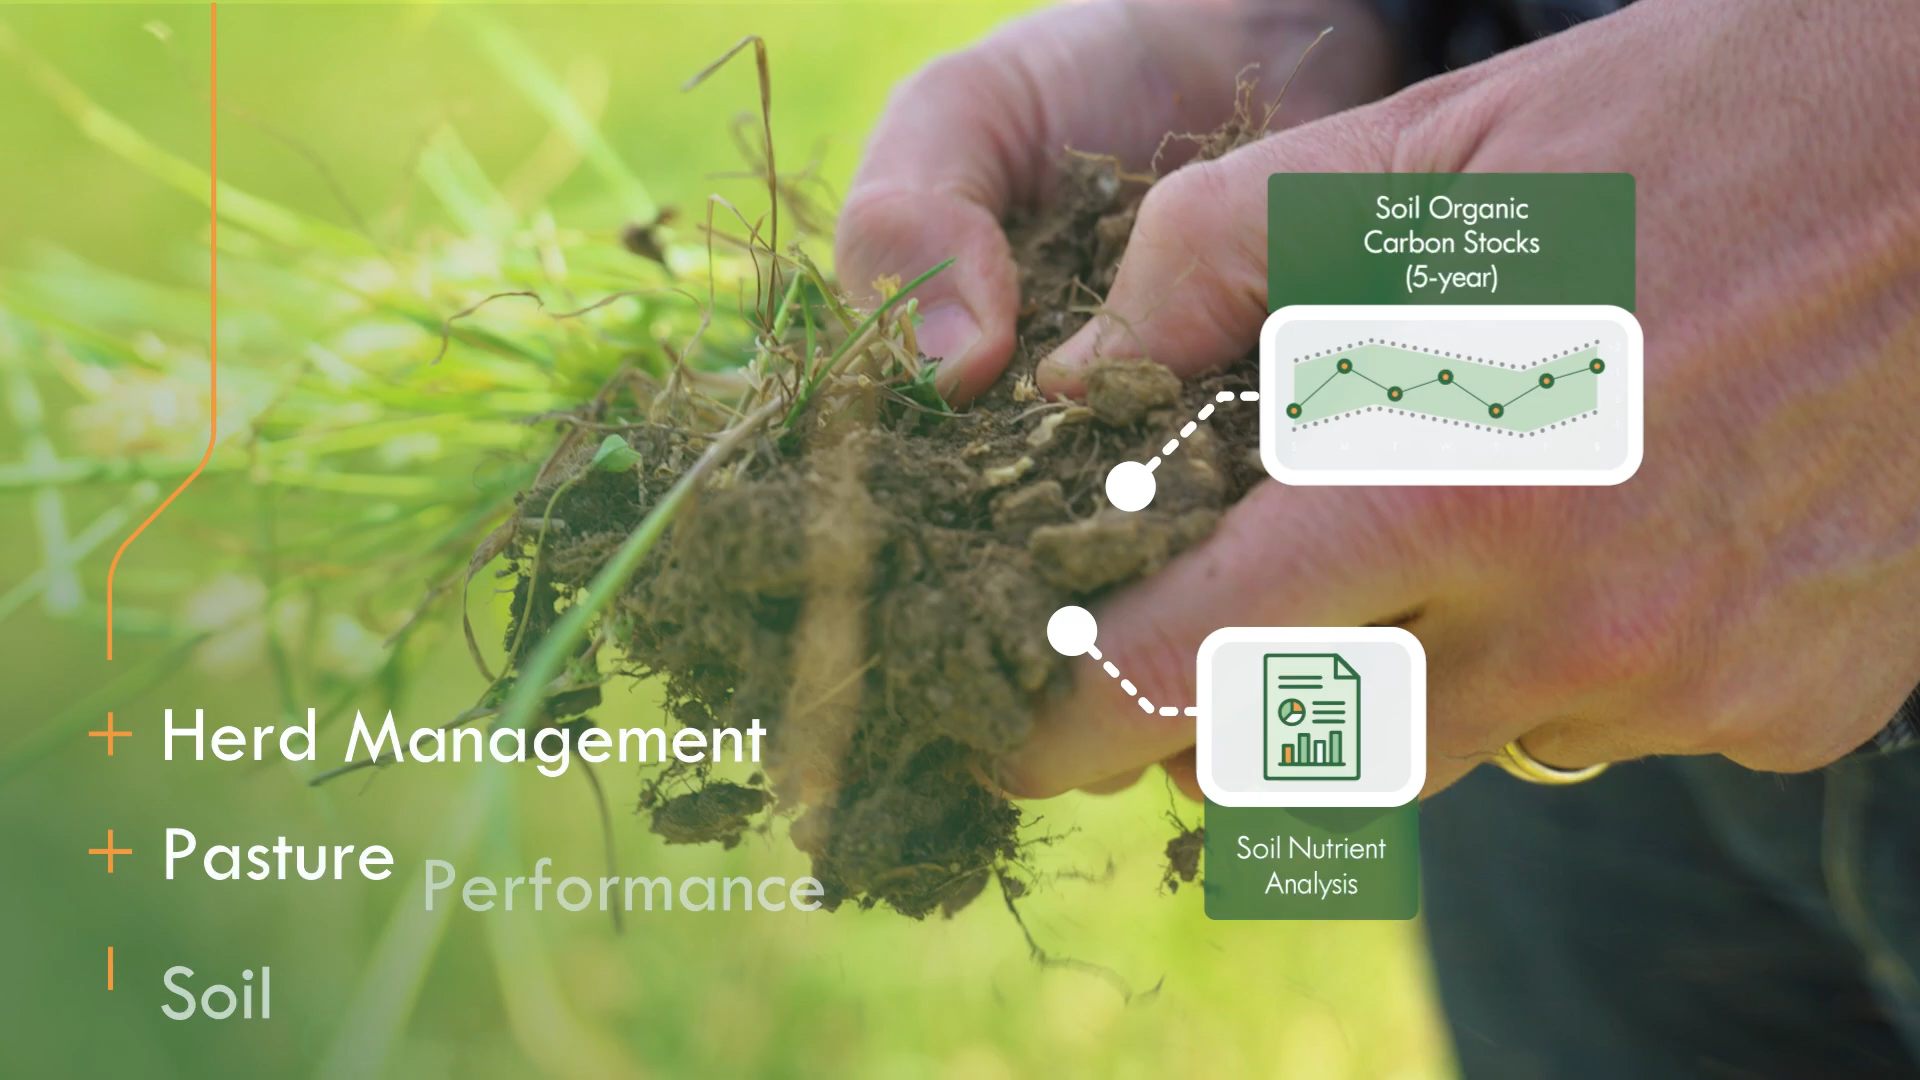 Soil Organic
Carbon Stocks
(5-year)
Herd Management
Pasture Performance
Soil
Soil Nutrient
Analysis